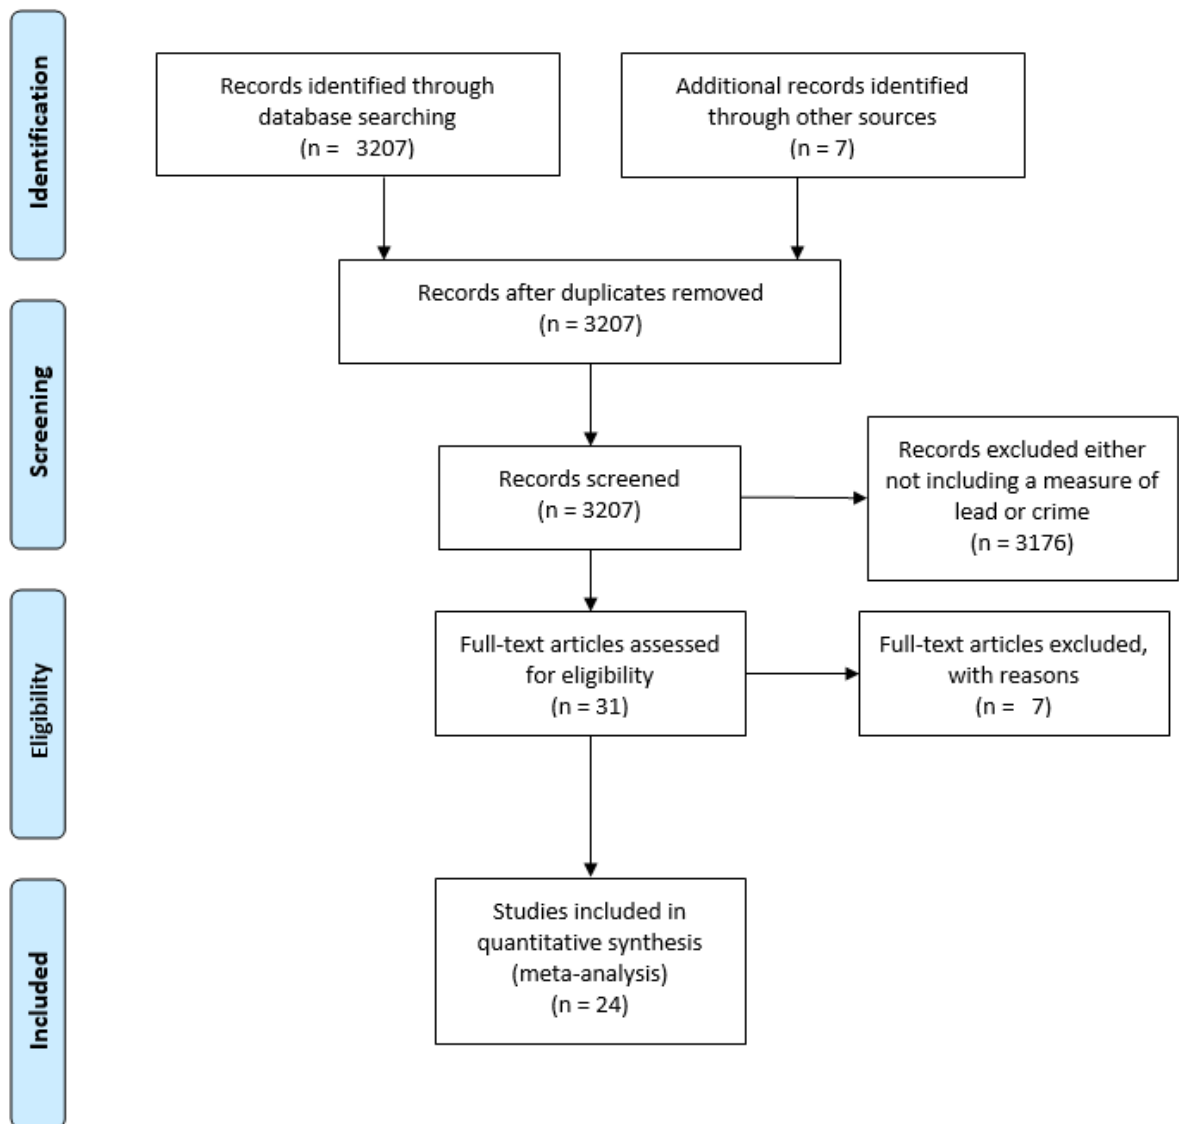 Identification
Records identified through
database searching
(n =   3207)
Additional records identified
through other sources
(n = 7)
Records after duplicates removed
(n = 3207)
Screening
Records screened
(n = 3207)
Records excluded either
not including a measure of
lead or crime
(n = 3176)
Eligibility
Full-text articles assessed
for eligibility
(n = 31)
Full-text articles excluded,
with reasons
(n =   7)
Included
Studies included in
quantitative synthesis
(meta-analysis)
(n = 24)